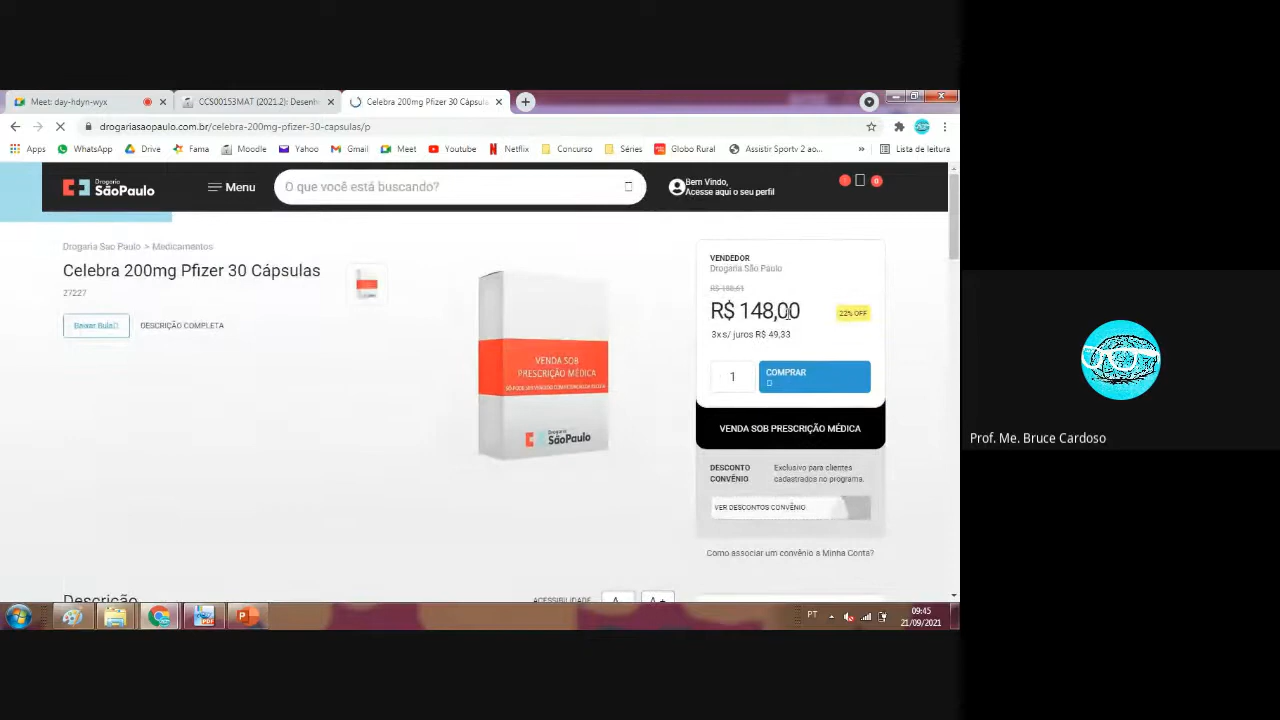 Meet: day-hdyn-wyx
CCS00153MAT (2021.2): Desenh
Celebra 200mg Pfizer 30 Cápsula
drogariasaopaulo.com.br/celebra-200mg-pfizer-30-capsulas/p
Apps
WhatsApp
Drive
Fama
Moodle
Yahoo
Gmail
Meet
Youtube
Netflix
Concurso
Séries
Globo Rural
Assistir Sportv 2 ao...
»
Lista de leitura
Drogaria
SãoPaulo
Menu
O que você está buscando?
Bem Vindo,
Acesse aqui o seu perfil
0
Drogaria Sao Paulo > Medicamentos
Celebra 200mg Pfizer 30 Cápsulas
27227
Baixar Bula
DESCRIÇÃO COMPLETA
VENDA SOB
PRESCRIÇÃO MÉDICA
Drogaria
SãoPaulo
VENDEDOR
Drogaria São Paulo
R$ 148,00
22% OFF
3x s/ juros R$ 49,33
1
COMPRAR
VENDA SOB PRESCRIÇÃO MÉDICA
DESCONTO
CONVÊNIO
Exclusivo para clientes
cadastrados no programa.
VER DESCONTOS CONVÊNIO
Como associar um convênio a Minha Conta?
Descrição
ACESSIBILIDADE
A
A+
PT
09:45
21/09/2021
Prof. Me. Bruce Cardoso